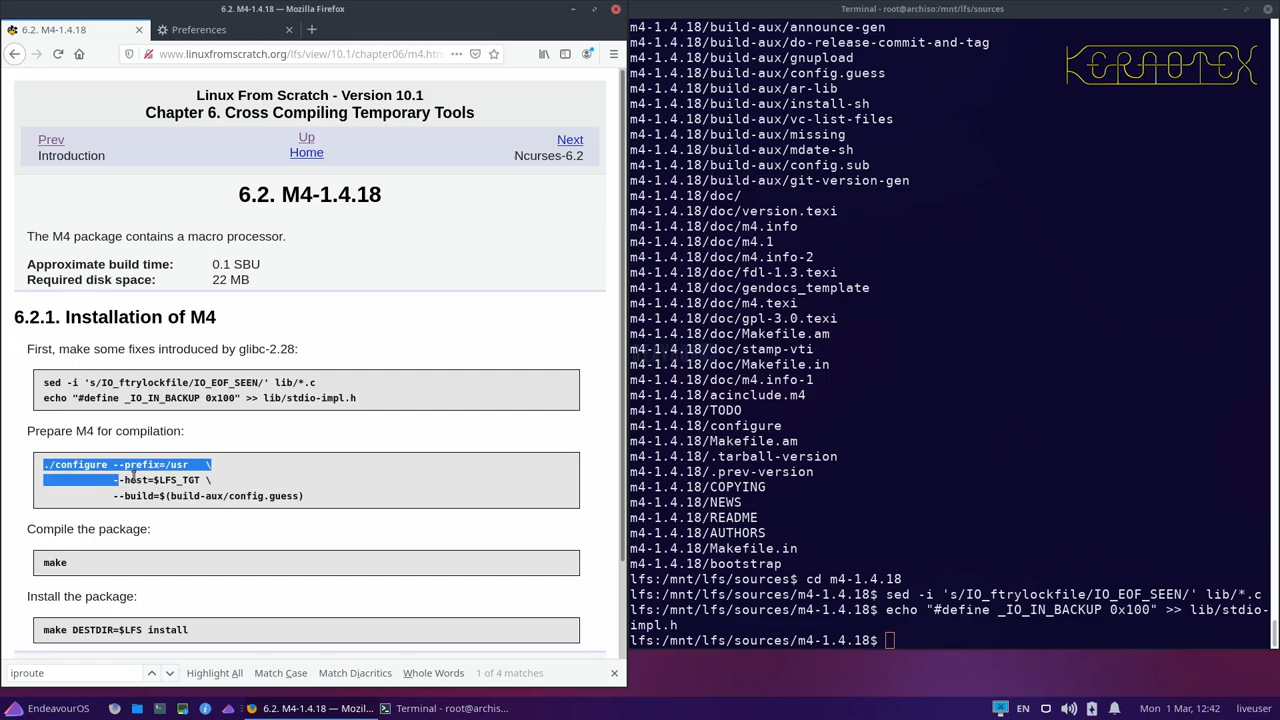 6.2. M4-1.4.18 — Mozilla Firefox
6.2. M4-1.4.18
Preferences
www.linuxfromscratch.org/lfs/view/10.1/chapter06/m4.htm
Linux From Scratch - Version 10.1
Chapter 6. Cross Compiling Temporary Tools
Prev
Up
Next
Introduction
Home
Ncurses-6.2
6.2. M4-1.4.18
The M4 package contains a macro processor.
Approximate build time: 0.1 SBU
Required disk space: 22 MB
6.2.1. Installation of M4
First, make some fixes introduced by glibc-2.28:
sed -i 's/IO_ftrylockfile/IO_EOF_SEEN/' lib/*.c
echo "#define _IO_IN_BACKUP 0x100" >> lib/stdio-impl.h
Prepare M4 for compilation:
./configure --prefix=/usr \
--host=$LFS_TGT \
--build=$(build-aux/config.guess)
Compile the package:
make
Install the package:
make DESTDIR=$LFS install
iproute
Highlight All
Match Case
Match Diacritics
Whole Words
1 of 4 matches
Terminal - root@archiso:/mnt/lfs/sources
m4-1.4.18/build-aux/announce-gen
m4-1.4.18/build-aux/do-release-commit-and-tag
m4-1.4.18/build-aux/gnupload
m4-1.4.18/build-aux/config.guess
m4-1.4.18/build-aux/ar-lib
m4-1.4.18/build-aux/install-sh
m4-1.4.18/build-aux/vc-list-files
m4-1.4.18/build-aux/missing
m4-1.4.18/build-aux/mdate-sh
m4-1.4.18/build-aux/config.sub
m4-1.4.18/build-aux/git-version-gen
m4-1.4.18/doc/
m4-1.4.18/doc/version.texi
m4-1.4.18/doc/m4.info
m4-1.4.18/doc/m4.1
m4-1.4.18/doc/m4.info-2
m4-1.4.18/doc/fdl-1.3.texi
m4-1.4.18/doc/gendocs_template
m4-1.4.18/doc/m4.texi
m4-1.4.18/doc/gpl-3.0.texi
m4-1.4.18/doc/Makefile.am
m4-1.4.18/doc/stamp-vti
m4-1.4.18/doc/Makefile.in
m4-1.4.18/doc/m4.info-1
m4-1.4.18/acinclude.m4
m4-1.4.18/TODO
m4-1.4.18/configure
m4-1.4.18/Makefile.am
m4-1.4.18/.tarball-version
m4-1.4.18/.prev-version
m4-1.4.18/COPYING
m4-1.4.18/NEWS
m4-1.4.18/README
m4-1.4.18/AUTHORS
m4-1.4.18/Makefile.in
m4-1.4.18/bootstrap
lfs:/mnt/lfs/sources$ cd m4-1.4.18
lfs:/mnt/lfs/sources/m4-1.4.18$ sed -i 's/IO_ftrylockfile/IO_EOF_SEEN/' lib/*.c
lfs:/mnt/lfs/sources/m4-1.4.18$ echo "#define _IO_IN_BACKUP 0x100" >> lib/stdio-
impl.h
lfs:/mnt/lfs/sources/m4-1.4.18$
EndeavourOS
6.2. M4-1.4.18 — Mozilla Fir...
Terminal - root@archis...
EN
Mon 1 Mar, 12:42
liveuser